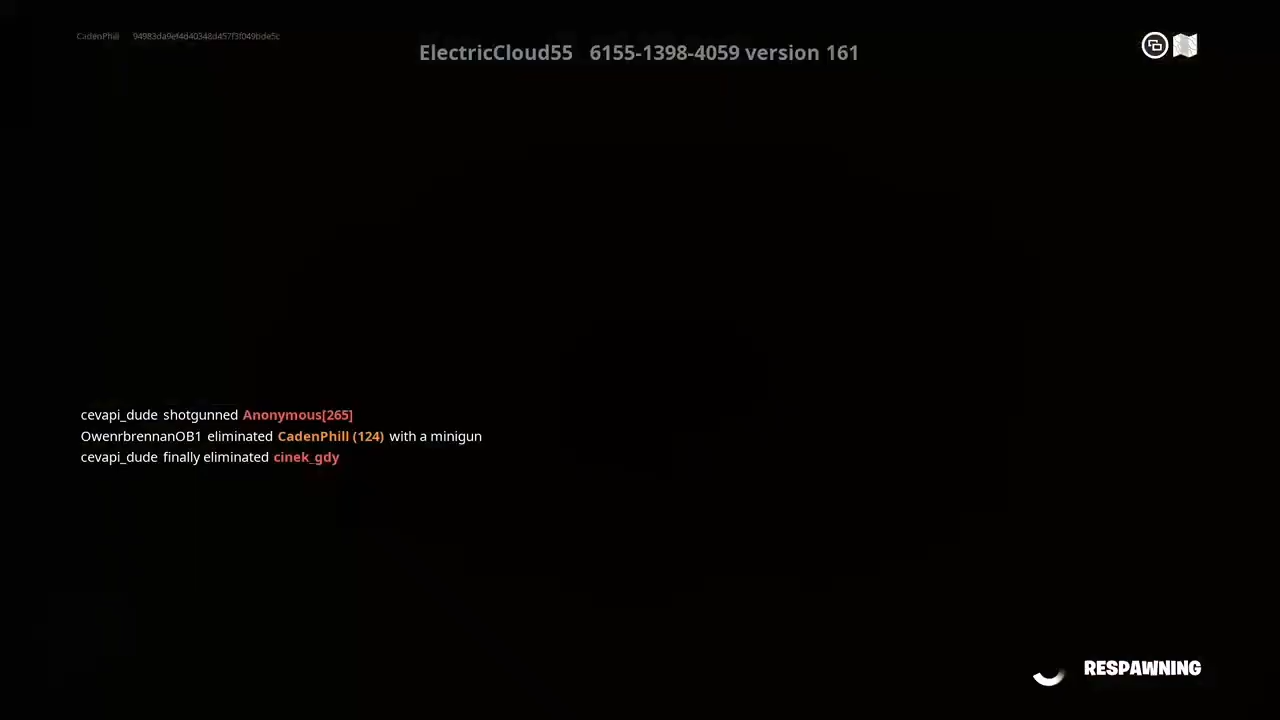 CadenPhill
ElectricCloud55 6155-1398-4059 version 161
cevapi_dude shotgunned Anonymous[265]
OwenrbrennanOB1 eliminated CadenPhill (124) with a minigun
cevapi_dude finally eliminated cinek_gdy
RESPAWNING